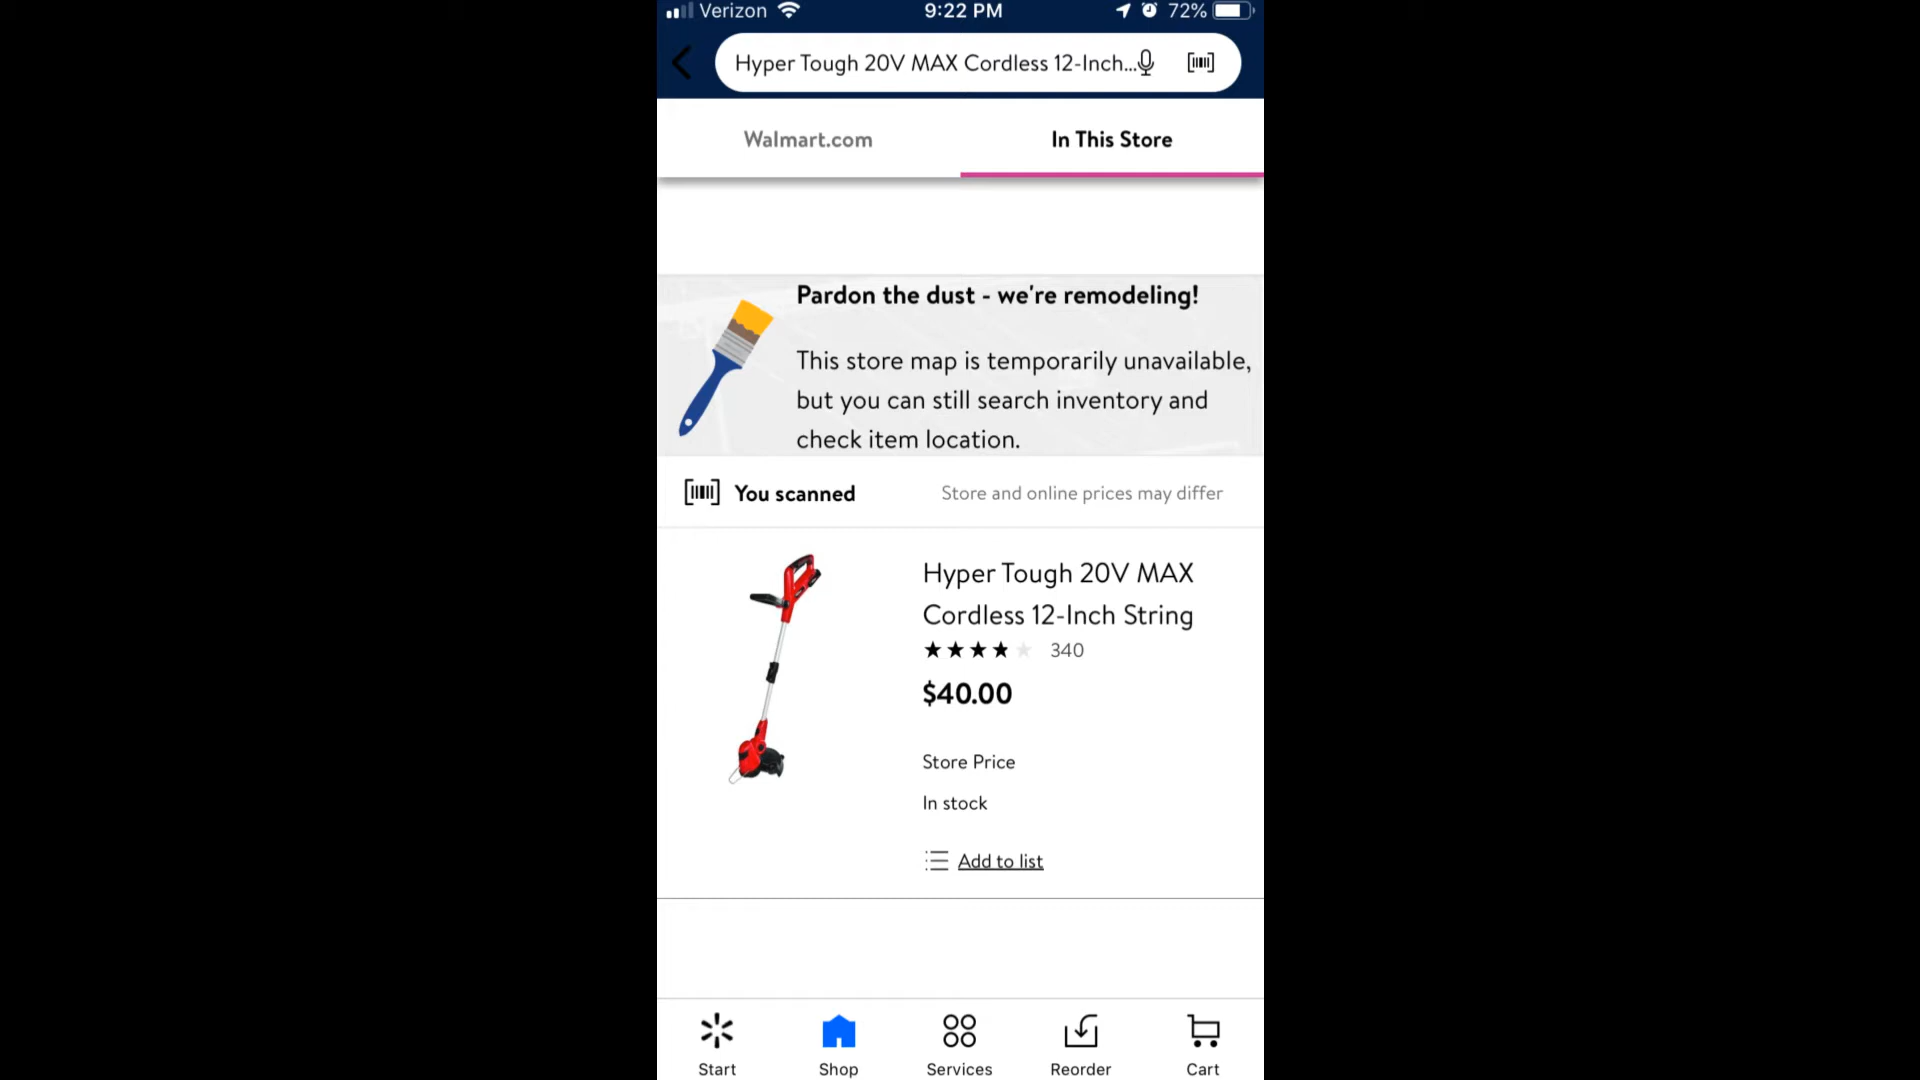 Verizon 9:22 PM 72%
Hyper Tough 20V MAX Cordless 12-Inch...
Walmart.com In This Store
Pardon the dust - we're remodeling!
This store map is temporarily unavailable,
but you can still search inventory and
check item location.
You scanned Store and online prices may differ
Hyper Tough 20V MAX
Cordless 12-Inch String
340
$40.00
Store Price
In stock
Add to list
Start Shop Services Reorder Cart